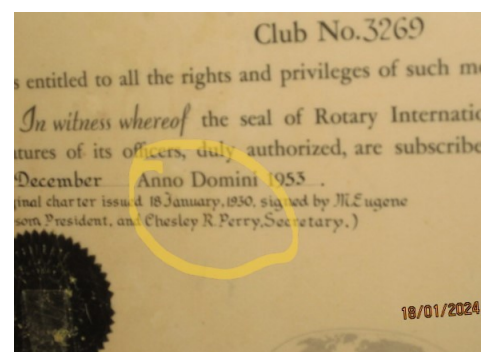 Club No.3269
s entitled to all the rights and privileges of such m
In witness whereof the seal of Rotary Internati
tures of its officers, duly authorized, are subscribe
December Anno Domini 1953 .
inal charter issued 18 January, 1930, signed by M.Eugene
som President, and Chesley R. Perry, Secretary.)
18/01/2024